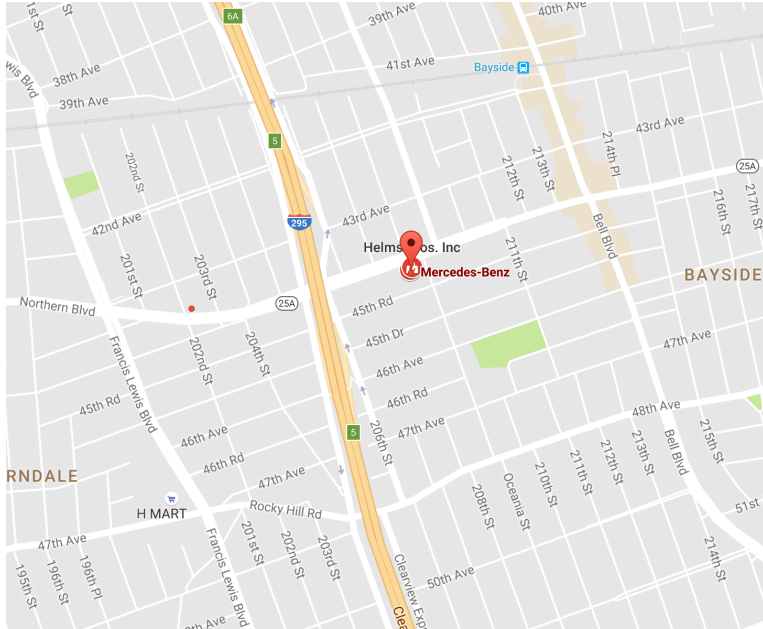 6A
39th Ave
40th Ave
1st St
St
wis Blvd
38th Ave
41st Ave
Bayside
39th Ave
5
43rd Ave
202nd St
212th St
213th St
214th Pl
25A
216th St
217th St
42nd Ave
295
43rd Ave
Bell Blvd
Helms Bros. Inc
Mercedes-Benz
211th St
BAYSIDE
201st St
203rd St
Northern Blvd
25A
45th Rd
45th Dr
202nd St
204th St
47th Ave
Francis Lewis Blvd
46th Ave
45th Rd
46th Rd
48th Ave
5
206th St
47th Ave
46th Ave
46th Rd
Bell Blvd
215th St
213th St
212th St
211th St
210th St
Oceania St
208th St
RNDALE
47th Ave
H MART
Rocky Hill Rd
51st
47th Ave
201st St
202nd St
203rd St
Francis Lewis Blvd
195th St
196th St
196th Pl
214th St
50th Ave
Clearview Exp
Clea
th Ave